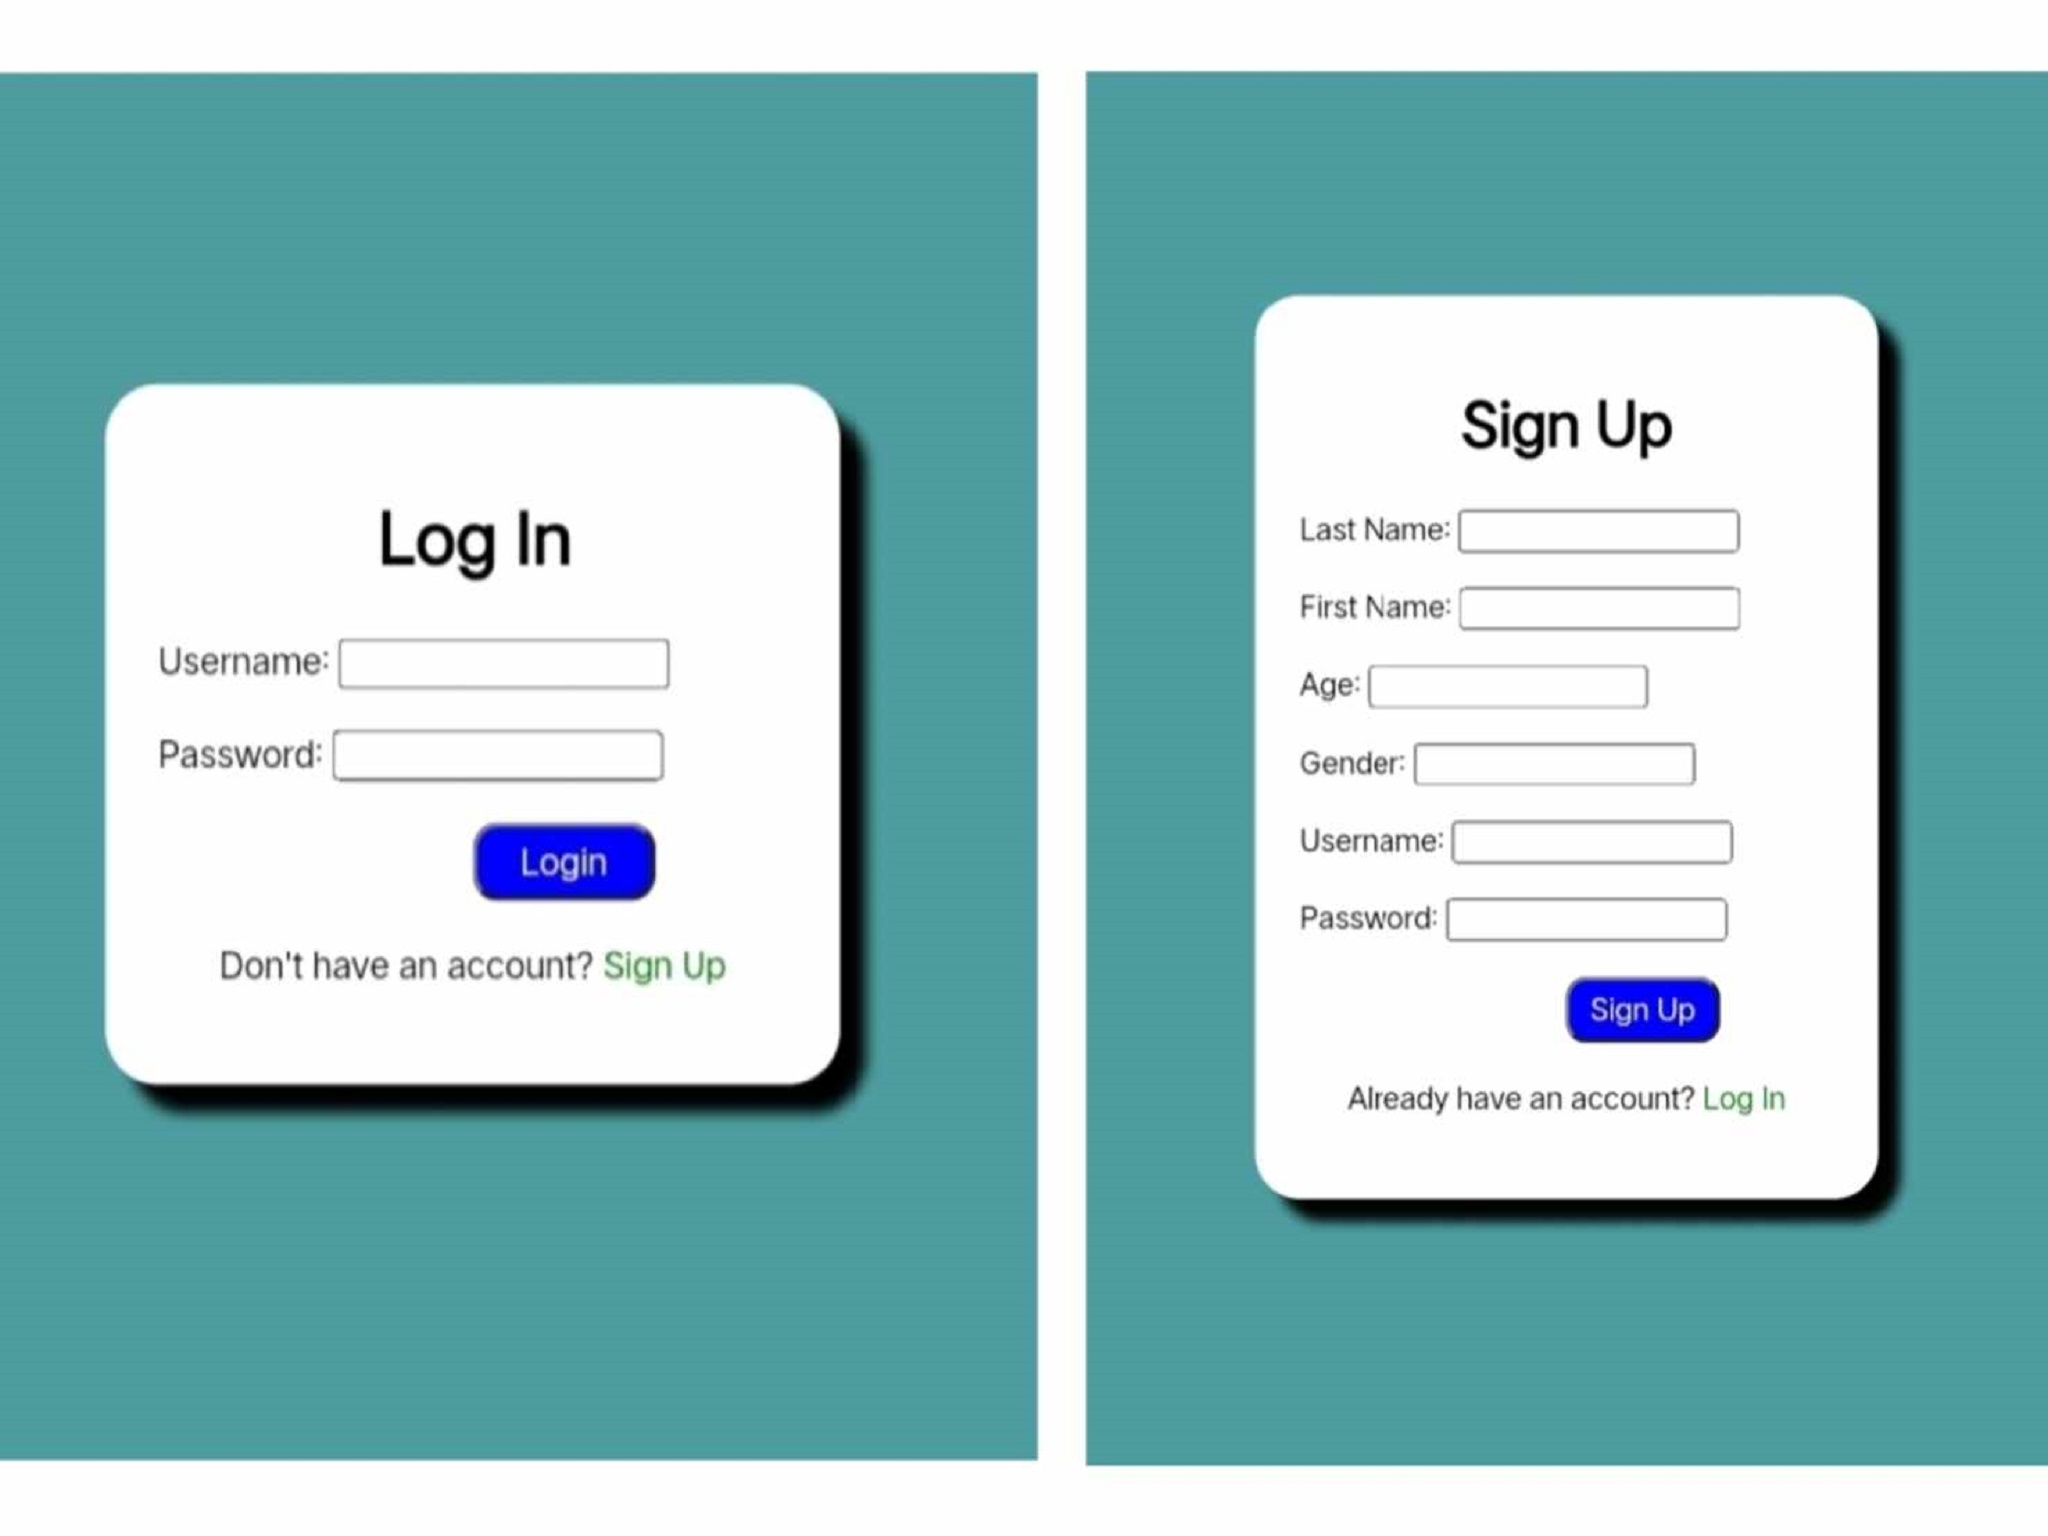 Log In
Username:
Password:
Login
Don't have an account? Sign Up
Sign Up
Last Name:
First Name:
Age:
Gender:
Username:
Password:
Sign Up
Already have an account? Log In